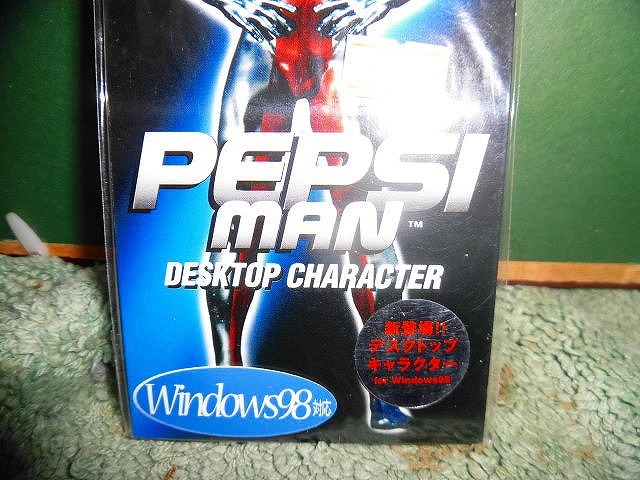 PEPSI
MAN™
DESKTOP CHARACTER
新登場!!
デスクトップ
キャラクター
for Windows98
Windows98対応